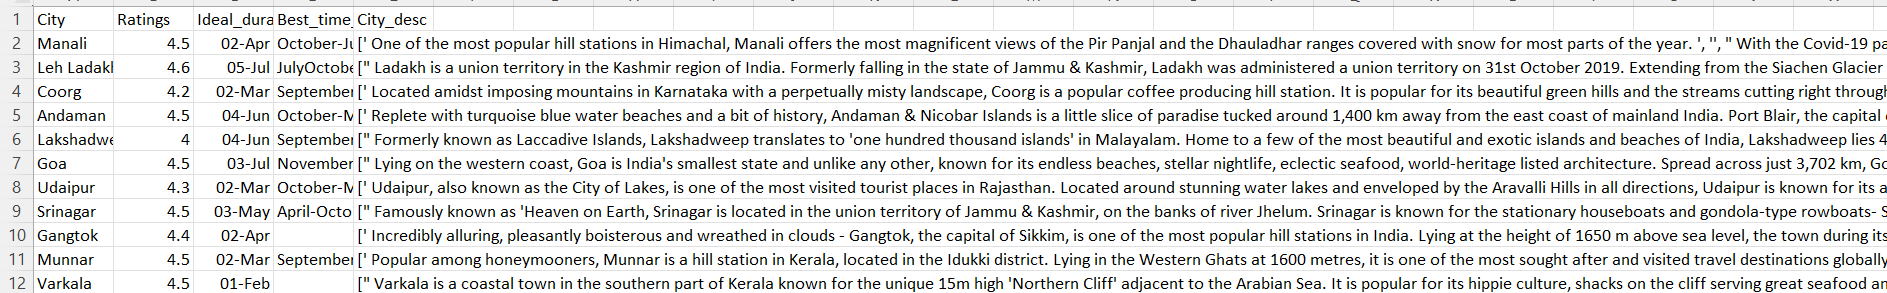 1 City Ratings Ideal_dura Best_time_ City_desc
2 Manali 4.5 02-Apr October-Ju [' One of the most popular hill stations in Himachal, Manali offers the most magnificent views of the Pir Panjal and the Dhauladhar ranges covered with snow for most parts of the year. ', '', " With the Covid-19 pa
3 Leh Ladakh 4.6 05-Jul JulyOctobe [" Ladakh is a union territory in the Kashmir region of India. Formerly falling in the state of Jammu & Kashmir, Ladakh was administered a union territory on 31st October 2019. Extending from the Siachen Glacier
4 Coorg 4.2 02-Mar September [' Located amidst imposing mountains in Karnataka with a perpetually misty landscape, Coorg is a popular coffee producing hill station. It is popular for its beautiful green hills and the streams cutting right through
5 Andaman 4.5 04-Jun October-M [' Replete with turquoise blue water beaches and a bit of history, Andaman & Nicobar Islands is a little slice of paradise tucked around 1,400 km away from the east coast of mainland India. Port Blair, the capital
6 Lakshadwe 4 04-Jun September [" Formerly known as Laccadive Islands, Lakshadweep translates to 'one hundred thousand islands' in Malayalam. Home to a few of the most beautiful and exotic islands and beaches of India, Lakshadweep lies 4
7 Goa 4.5 03-Jul November [" Lying on the western coast, Goa is India's smallest state and unlike any other, known for its endless beaches, stellar nightlife, eclectic seafood, world-heritage listed architecture. Spread across just 3,702 km, Go
8 Udaipur 4.3 02-Mar October-M [' Udaipur, also known as the City of Lakes, is one of the most visited tourist places in Rajasthan. Located around stunning water lakes and enveloped by the Aravalli Hills in all directions, Udaipur is known for its a
9 Srinagar 4.5 03-May April-Octo [" Famously known as 'Heaven on Earth, Srinagar is located in the union territory of Jammu & Kashmir, on the banks of river Jhelum. Srinagar is known for the stationary houseboats and gondola-type rowboats- S
10 Gangtok 4.4 02-Apr [' Incredibly alluring, pleasantly boisterous and wreathed in clouds - Gangtok, the capital of Sikkim, is one of the most popular hill stations in India. Lying at the height of 1650 m above sea level, the town during its
11 Munnar 4.5 02-Mar September [' Popular among honeymooners, Munnar is a hill station in Kerala, located in the Idukki district. Lying in the Western Ghats at 1600 metres, it is one of the most sought after and visited travel destinations globally
12 Varkala 4.5 01-Feb [" Varkala is a coastal town in the southern part of Kerala known for the unique 15m high 'Northern Cliff' adjacent to the Arabian Sea. It is popular for its hippie culture, shacks on the cliff serving great seafood an